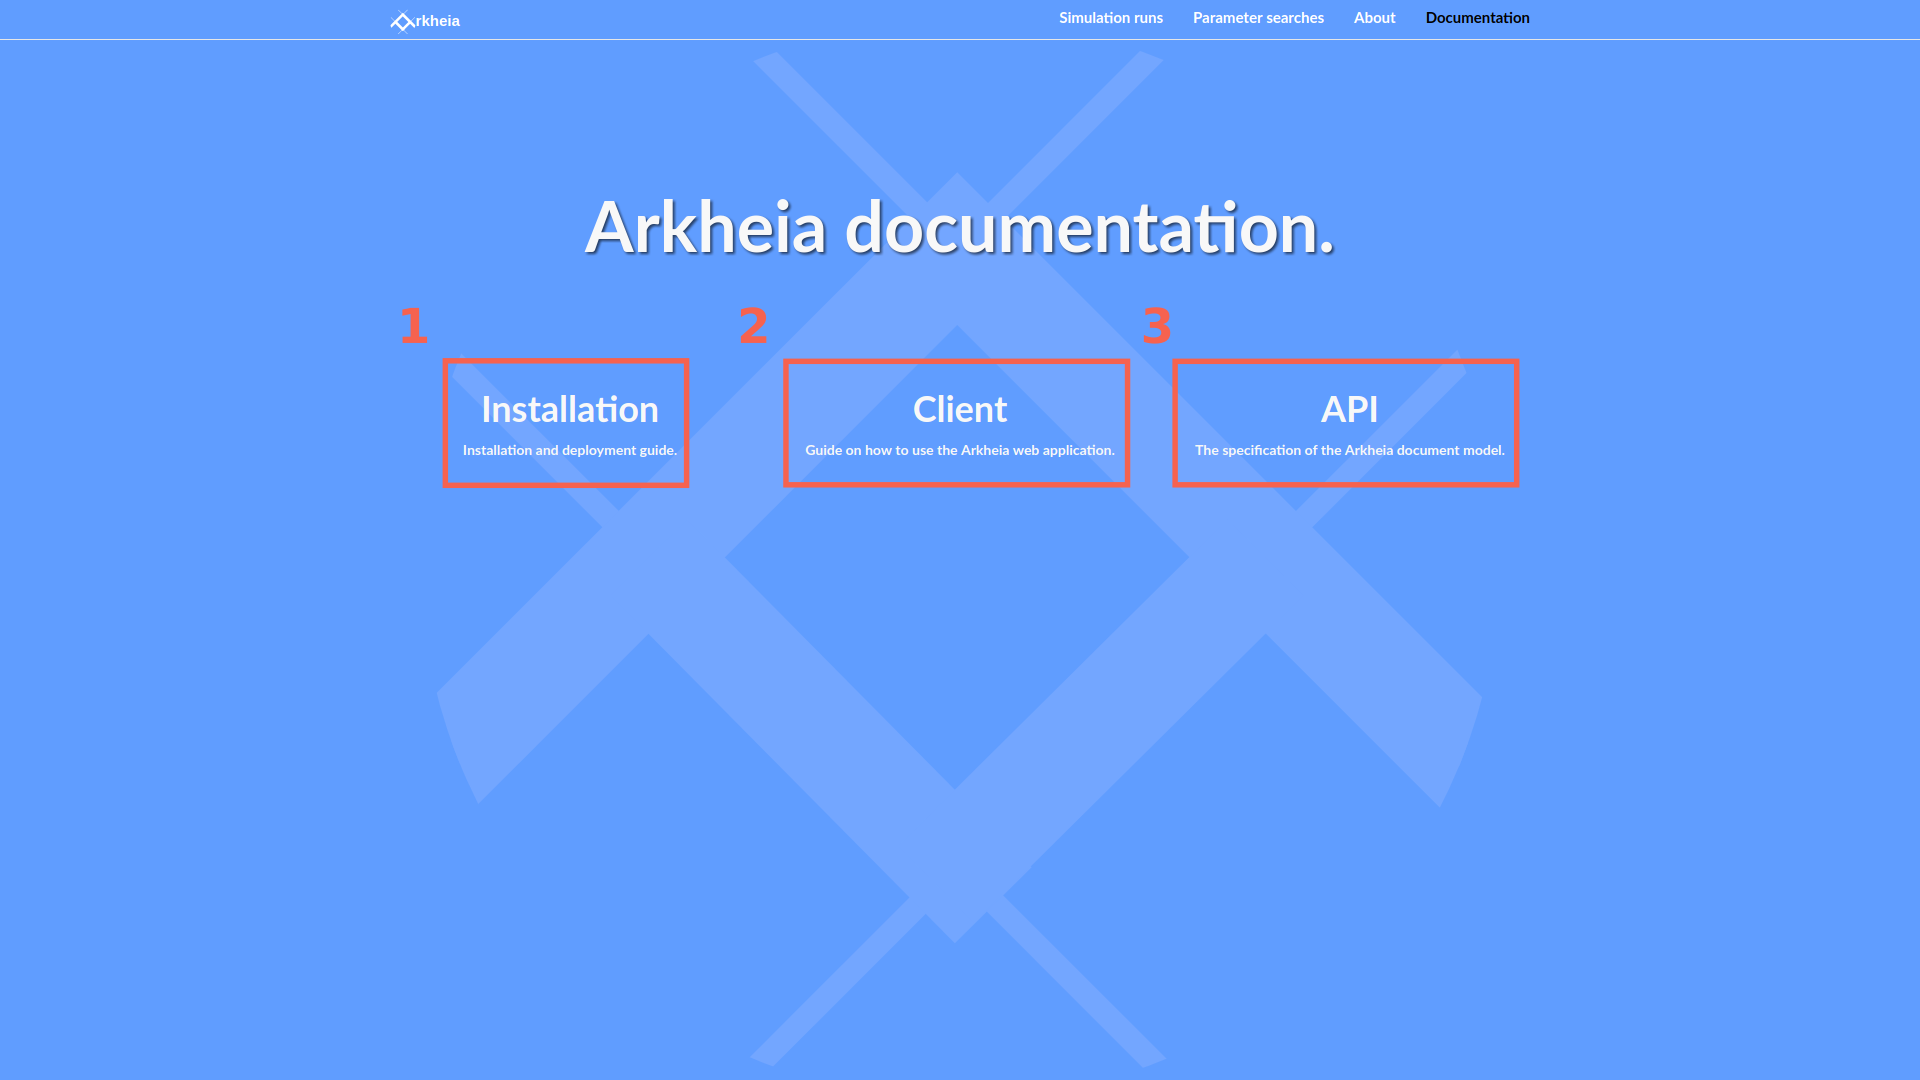 rkheia
Simulation runs Parameter searches About Documentation
Arkheia documentation.
1 2 3
Installation Client API
Installation and deployment guide. Guide on how to use the Arkheia web application. The specification of the Arkheia document model.